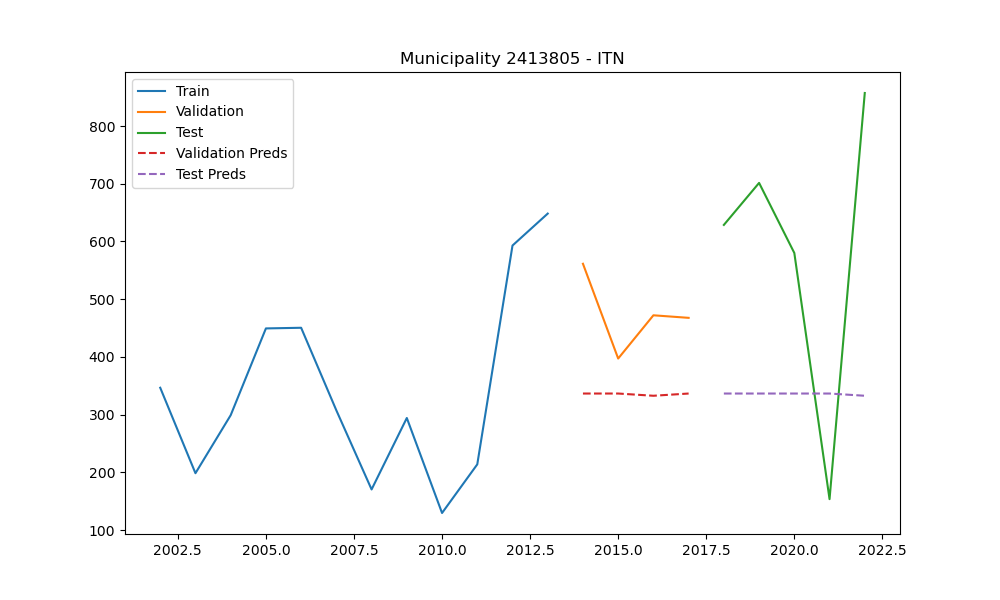 Municipality 2413805 - ITN
Train
Validation
Test
Validation Preds
Test Preds
800
700
600
500
400
300
200
100
2002.5 2005.0 2007.5 2010.0 2012.5 2015.0 2017.5 2020.0 2022.5